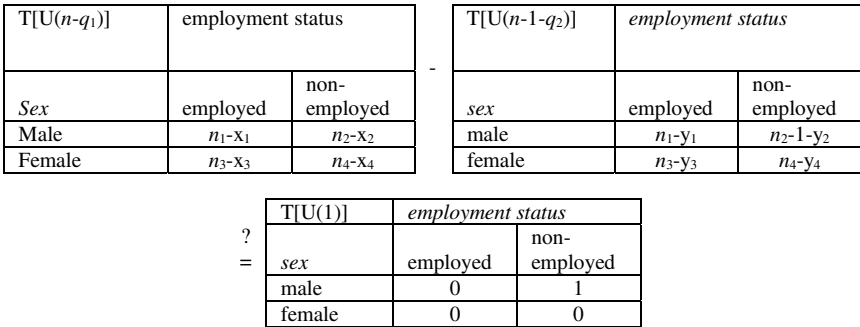 T[U(n-q₁)] employment status T[U(n-1-q₂)] employment status
-
non- non-
Sex employed employed sex employed employed
Male n₁-x₁ n₂-x₂ male n₁-y₁ n₂-1-y₂
Female n₃-x₃ n₄-x₄ female n₃-y₃ n₄-y₄
T[U(1)] employment status
? non-
= sex employed employed
male 0 1
female 0 0